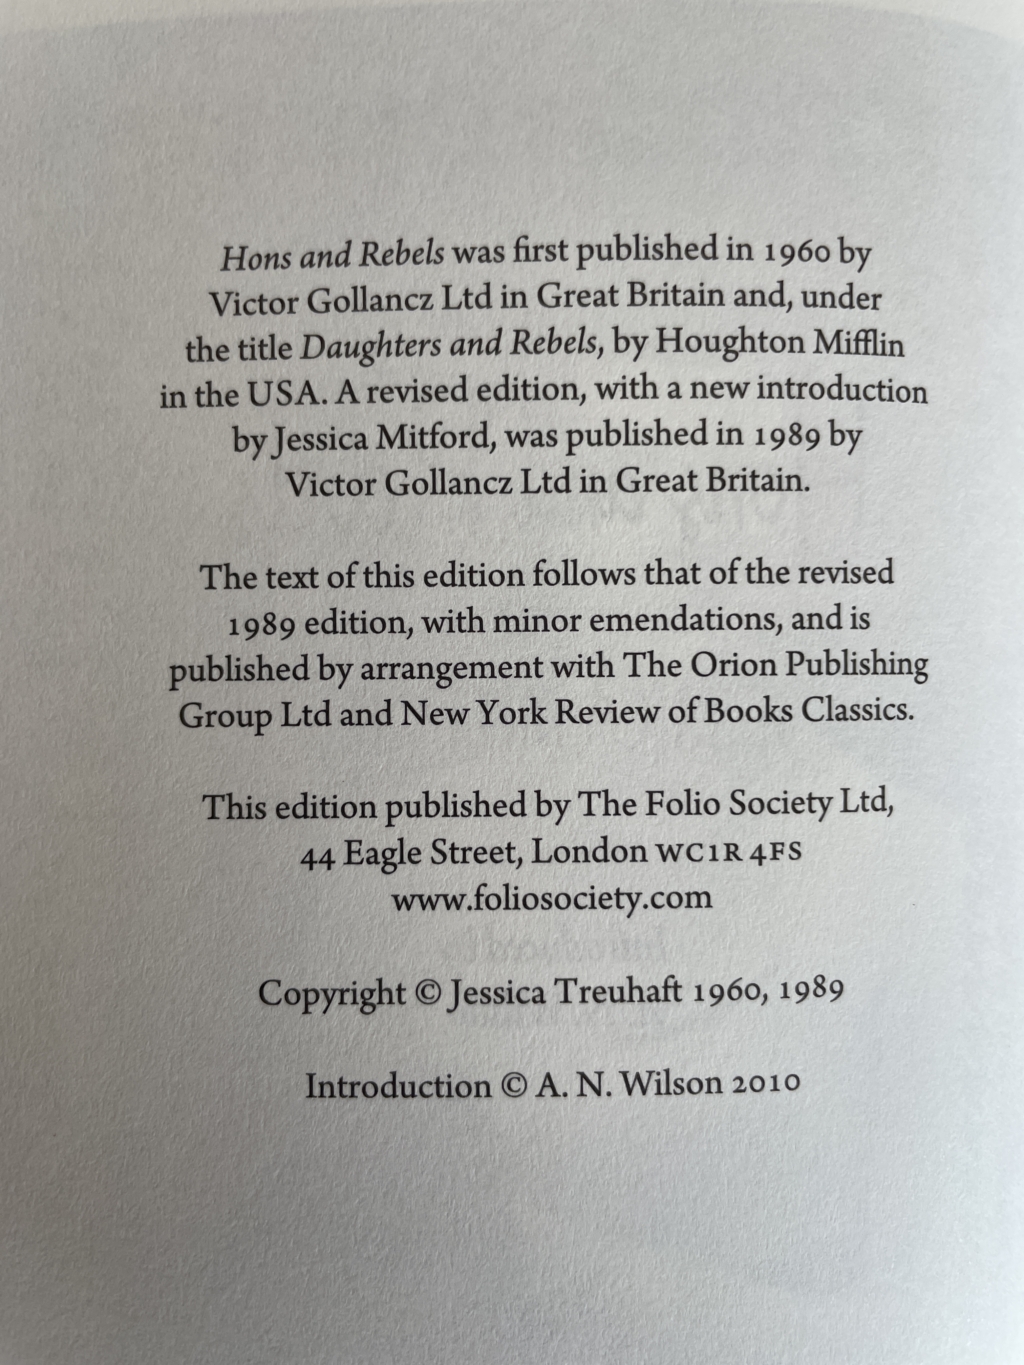 Hons and Rebels was first published in 1960 by
Victor Gollancz Ltd in Great Britain and, under
the title Daughters and Rebels, by Houghton Mifflin
in the USA. A revised edition, with a new introduction
by Jessica Mitford, was published in 1989 by
Victor Gollancz Ltd in Great Britain.
The text of this edition follows that of the revised
1989 edition, with minor emendations, and is
published by arrangement with The Orion Publishing
Group Ltd and New York Review of Books Classics.
This edition published by The Folio Society Ltd,
44 Eagle Street, London WC1R 4FS
www.foliosociety.com
Copyright © Jessica Treuhaft 1960, 1989
Introduction © A. N. Wilson 2010